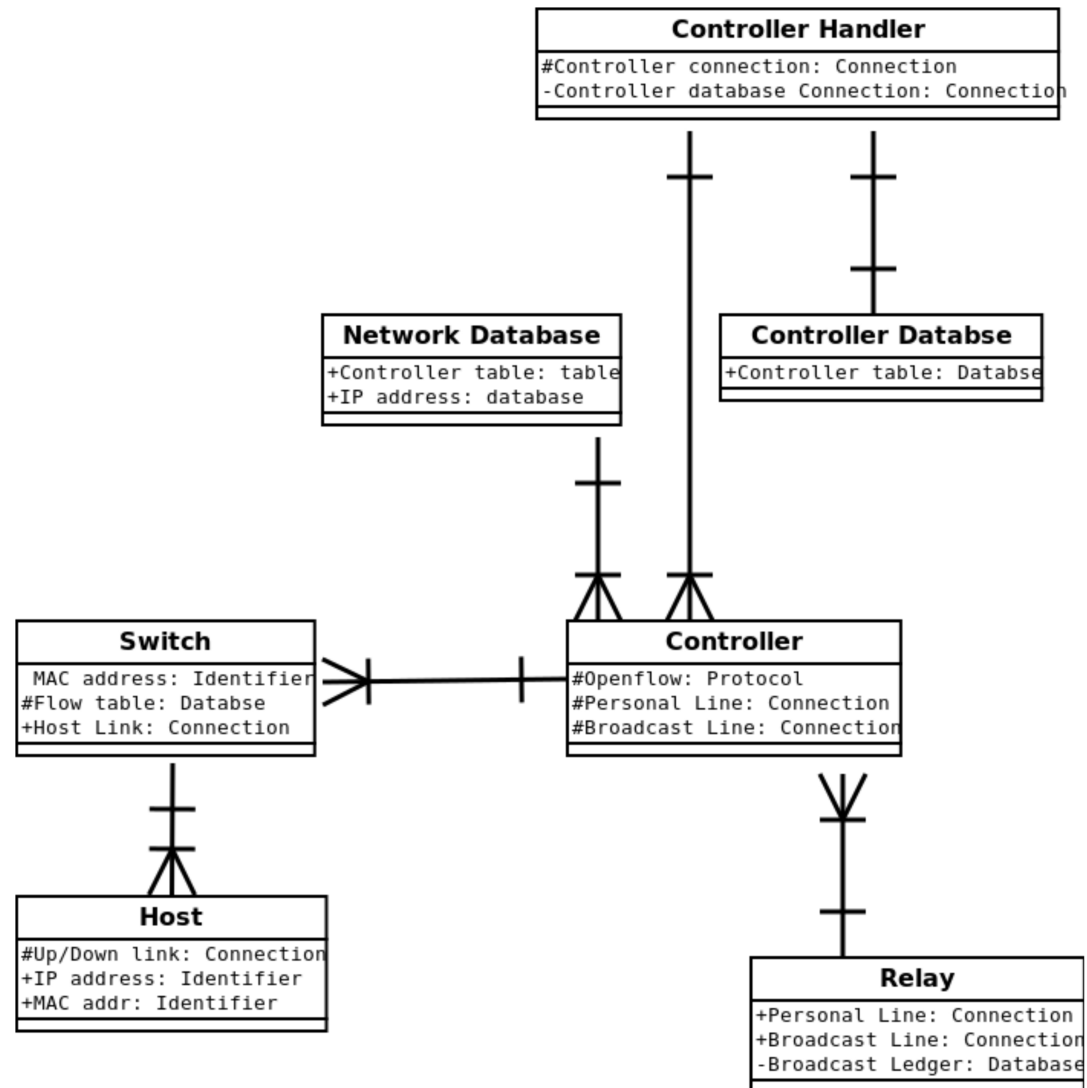 Controller Handler
#Controller connection: Connection
-Controller database Connection: Connection
Network Database
+Controller table: table
+IP address: database
Controller Databse
+Controller table: Databse
Switch
MAC address: Identifier
#Flow table: Databse
+Host Link: Connection
Controller
#Openflow: Protocol
#Personal Line: Connection
#Broadcast Line: Connection
Host
#Up/Down link: Connection
+IP address: Identifier
+MAC addr: Identifier
Relay
+Personal Line: Connection
+Broadcast Line: Connection
-Broadcast Ledger: Database